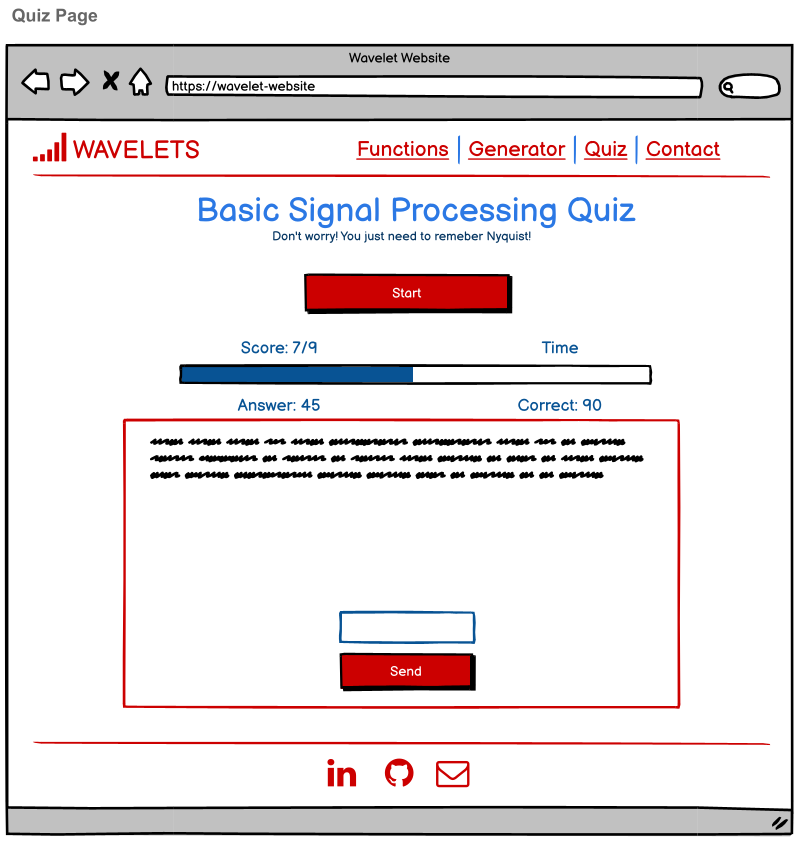 Quiz Page
Wavelet Website
https://wavelet-website
WAVELETS
Functions Generator Quiz Contact
Basic Signal Processing Quiz
Don't worry! You just need to remeber Nyquist!
Start
Score: 7/9 Time
Answer: 45 Correct: 90
Send
in